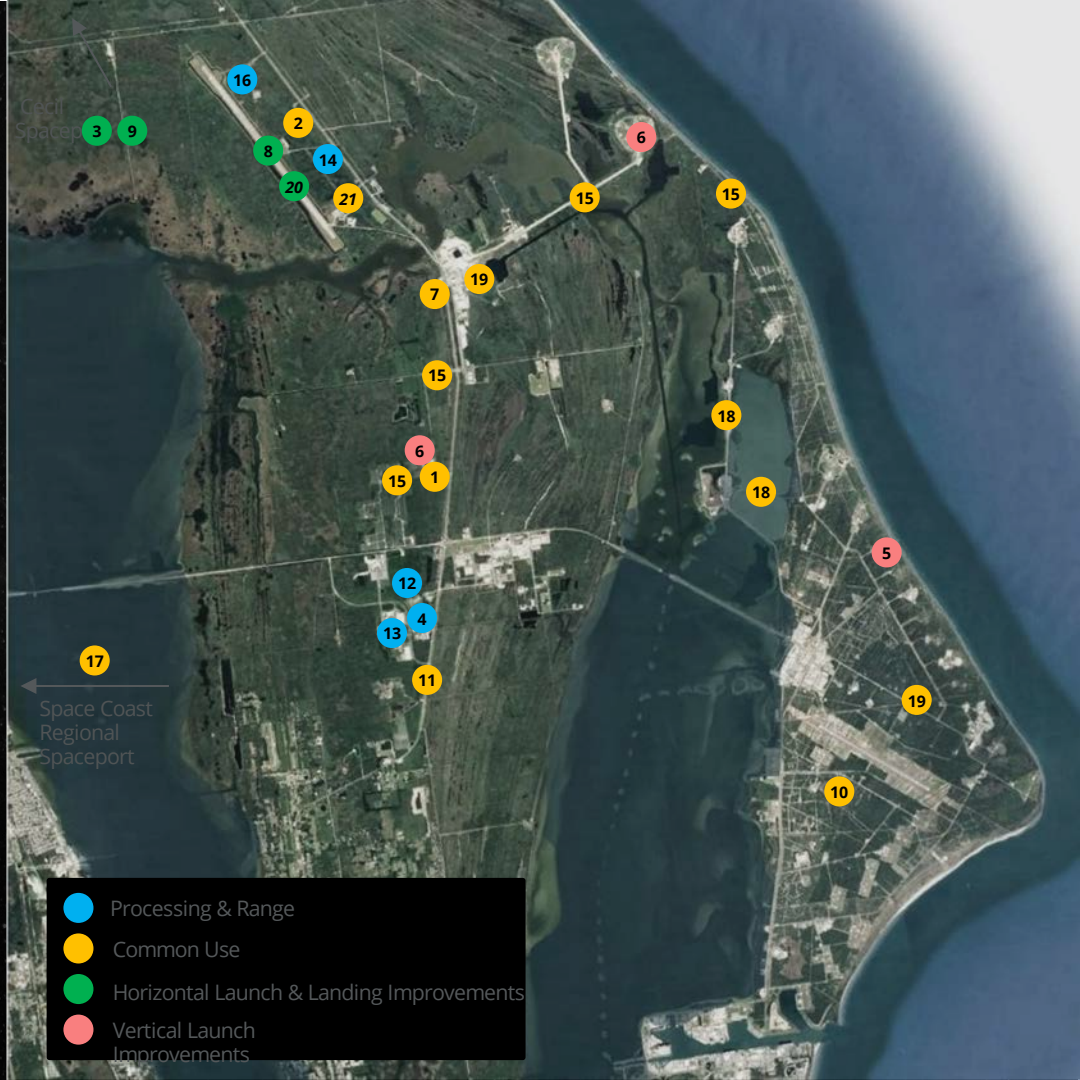 16
2
Cecil
Spaceport
3
9
8
14
6
20
21
15
15
19
7
15
18
6
15
1
18
5
12
4
13
17
11
19
Space Coast
Regional
Spaceport
10
Processing & Range
Common Use
Horizontal Launch & Landing Improvements
Vertical Launch
Improvements